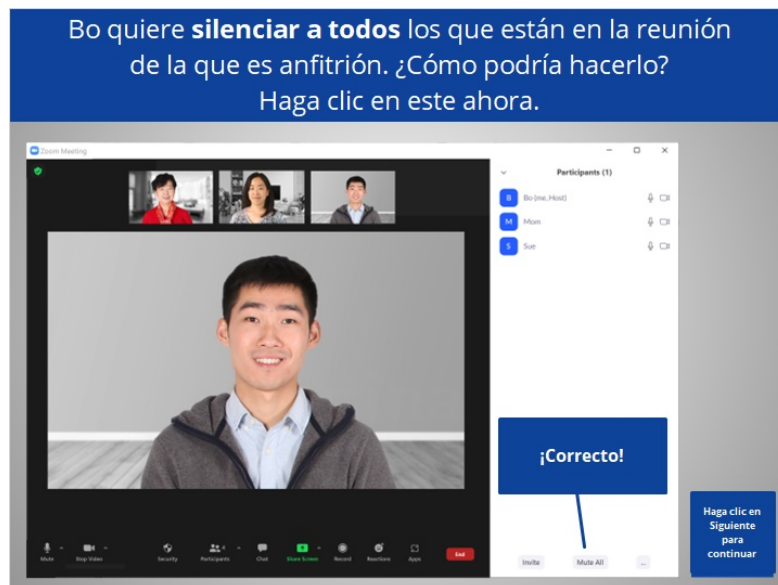 Bo quiere silenciar a todos los que están en la reunión
de la que es anfitrión. ¿Cómo podría hacerlo?
Haga clic en este ahora.
Zoom Meeting
Participants (1)
B Bo (me, Host)
M Mom
S Sue
¡Correcto!
Haga clic en
Siguiente
para
continuar
Mute
Stop Video
Security
Participants 4
Chat
Share Screen
Record
Reactions
Apps
End
Invite
Mute All
...